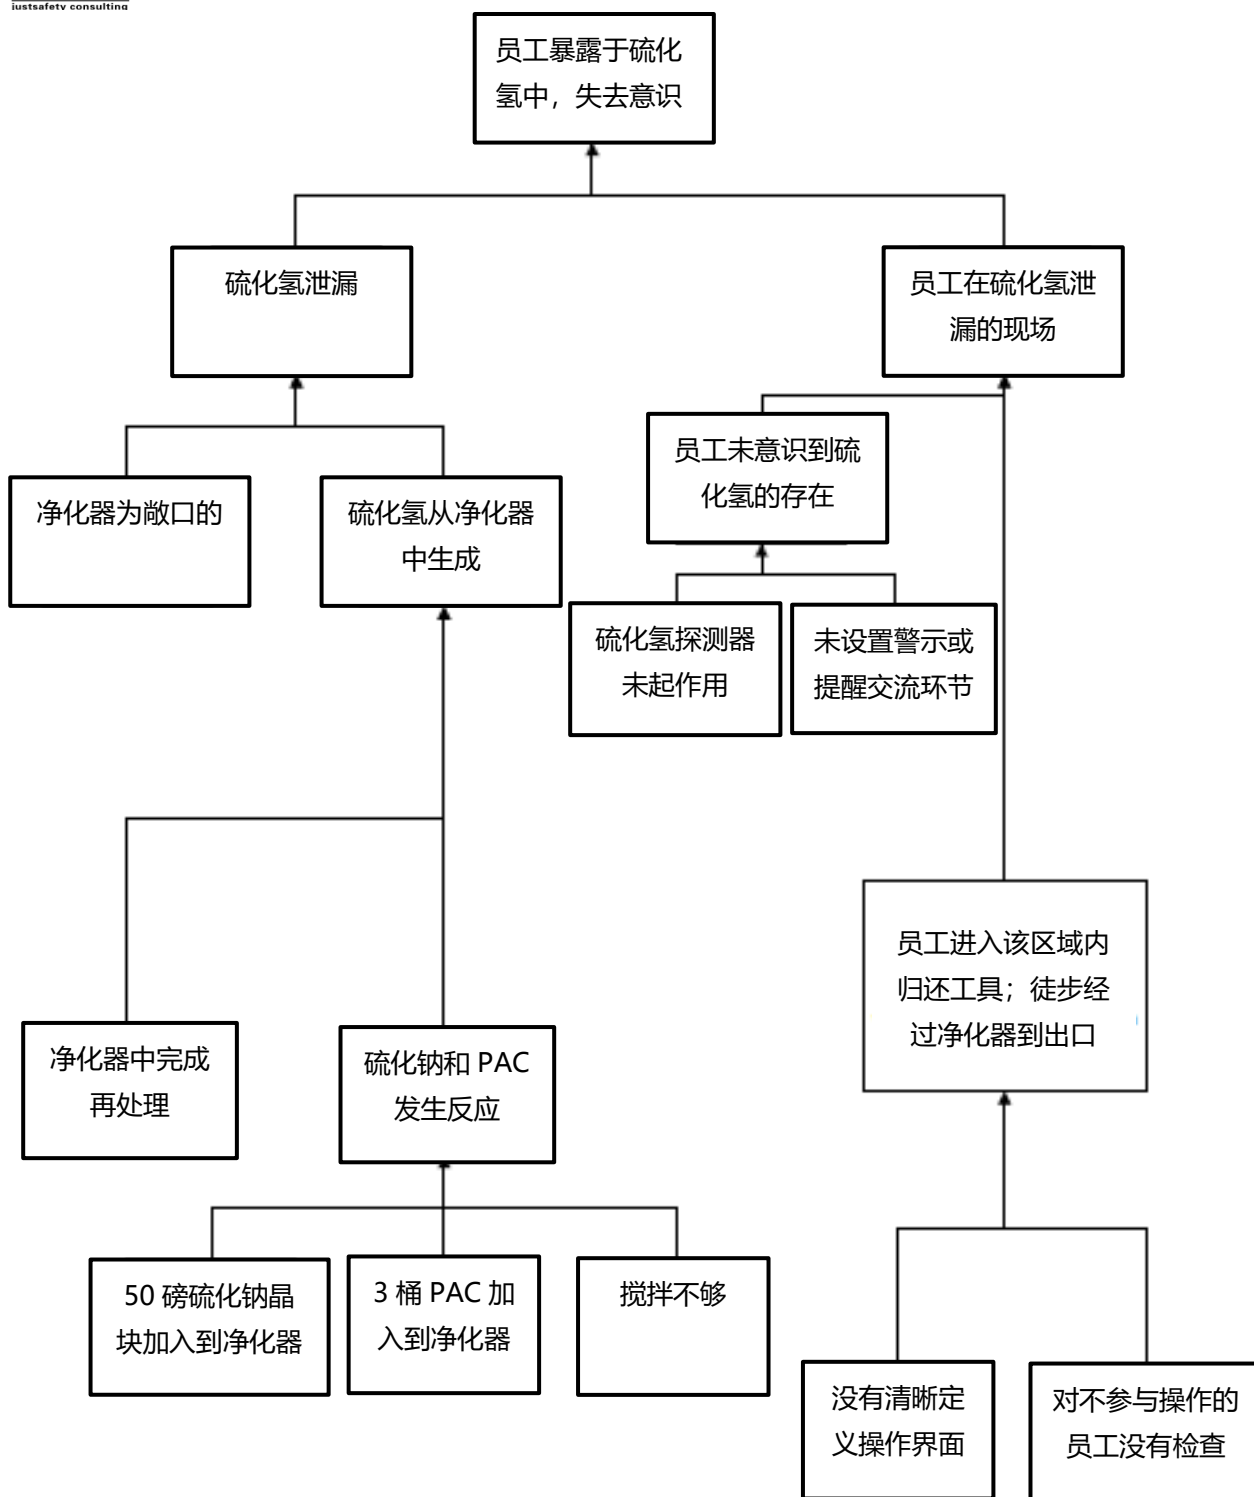 iustsafety consulting
员工暴露于硫化
氢中，失去意识
硫化氢泄漏
员工在硫化氢泄
漏的现场
员工未意识到硫
化氢的存在
净化器为敞口的
硫化氢从净化器
中生成
硫化氢探测器
未起作用
未设置警示或
提醒交流环节
员工进入该区域内
归还工具；徒步经
过净化器到出口
净化器中完成
再处理
硫化钠和 PAC
发生反应
50 磅硫化钠晶
块加入到净化器
3 桶 PAC 加
入到净化器
搅拌不够
没有清晰定
义操作界面
对不参与操作的
员工没有检查